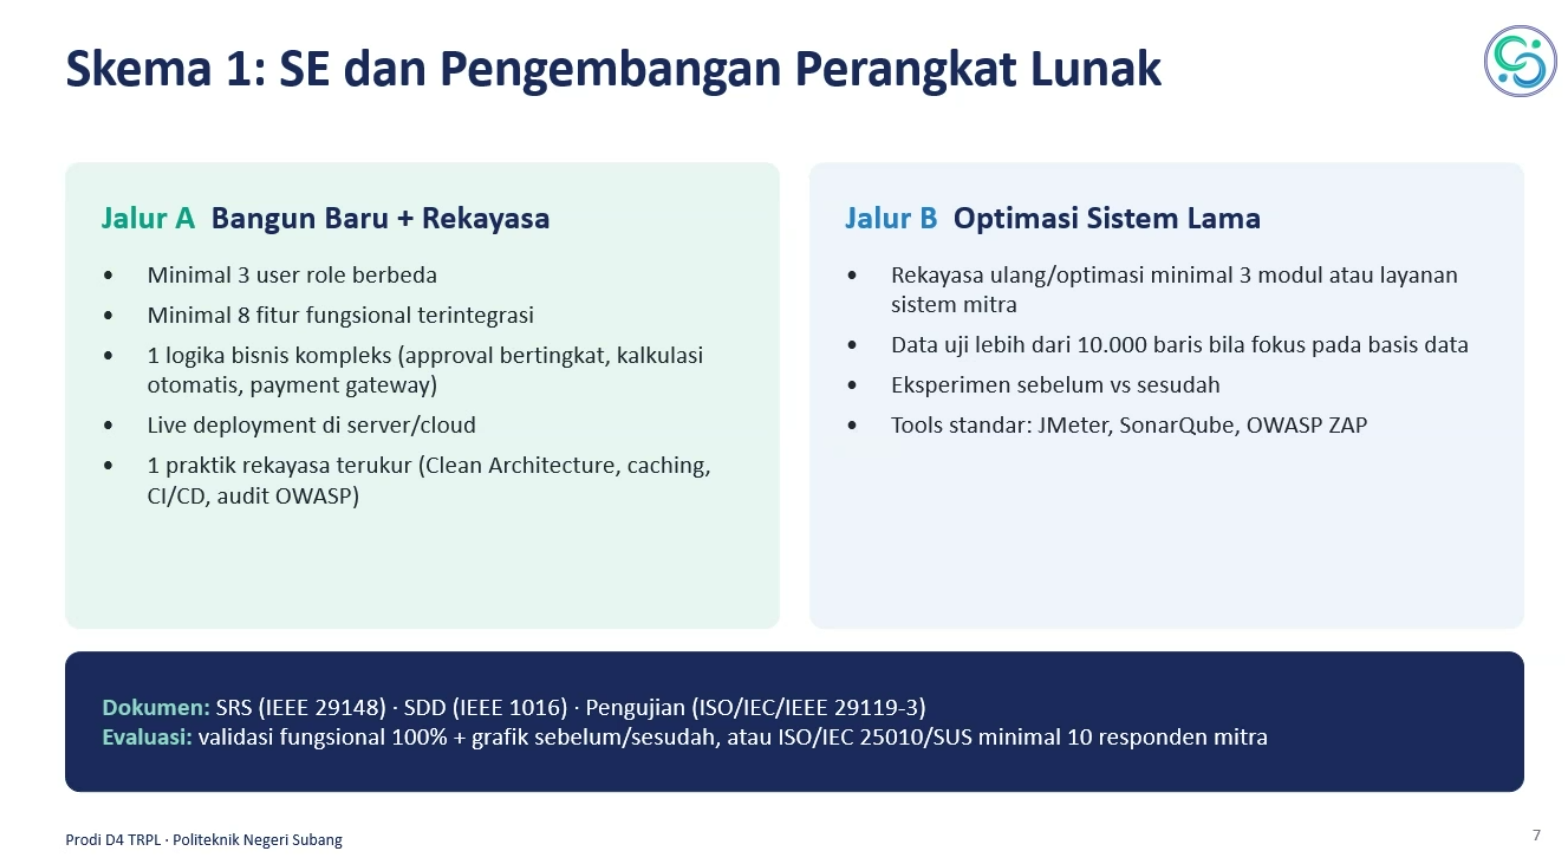 Skema 1: SE dan Pengembangan Perangkat Lunak
Jalur A Bangun Baru + Rekayasa
• Minimal 3 user role berbeda
• Minimal 8 fitur fungsional terintegrasi
• 1 logika bisnis kompleks (approval bertingkat, kalkulasi
otomatis, payment gateway)
• Live deployment di server/cloud
• 1 praktik rekayasa terukur (Clean Architecture, caching,
CI/CD, audit OWASP)
Jalur B Optimasi Sistem Lama
• Rekayasa ulang/optimasi minimal 3 modul atau layanan
sistem mitra
• Data uji lebih dari 10.000 baris bila fokus pada basis data
• Eksperimen sebelum vs sesudah
• Tools standar: JMeter, SonarQube, OWASP ZAP
Dokumen: SRS (IEEE 29148) · SDD (IEEE 1016) · Pengujian (ISO/IEC/IEEE 29119-3)
Evaluasi: validasi fungsional 100% + grafik sebelum/sesudah, atau ISO/IEC 25010/SUS minimal 10 responden mitra
Prodi D4 TRPL · Politeknik Negeri Subang
7